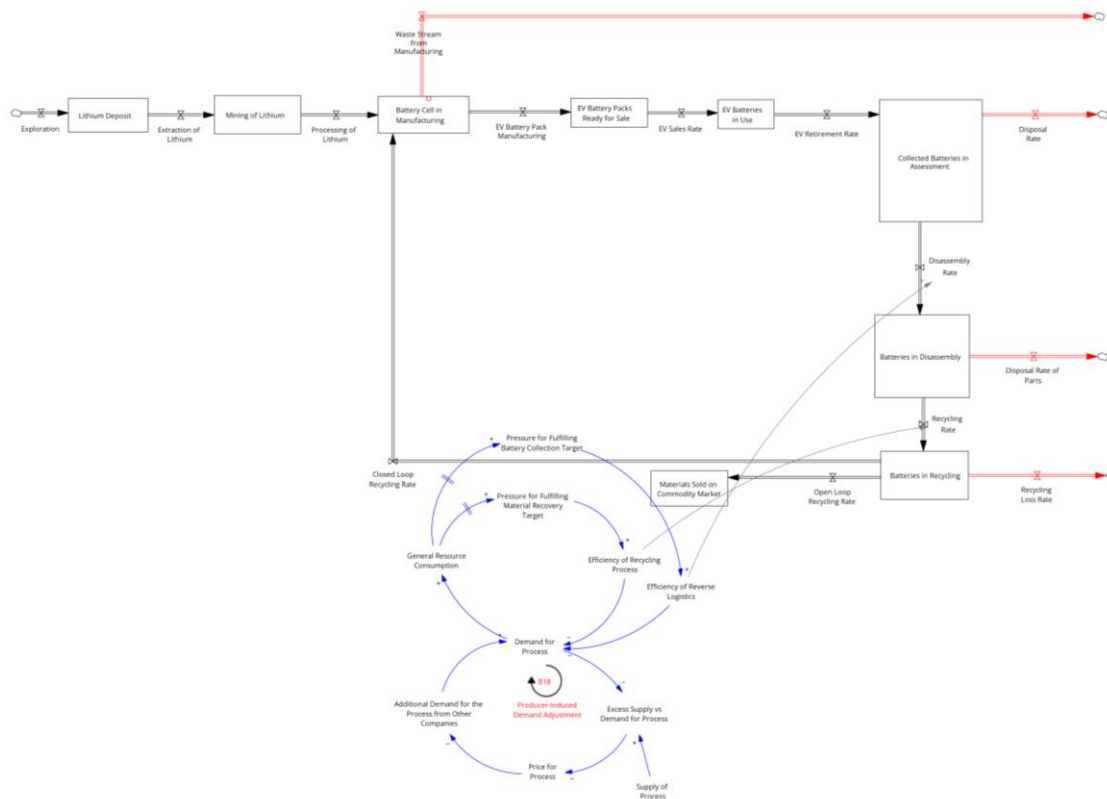 Waste Stream
from
Manufacturing
Exploration
Lithium Deposit
Extraction of
Lithium
Mining of Lithium
Processing of
Lithium
Battery Cell in
Manufacturing
EV Battery Pack
Manufacturing
EV Battery Packs
Ready for Sale
EV Sales Rate
EV Batteries
in Use
EV Retirement Rate
Collected Batteries in
Assessment
Disposal
Rate
Disassembly
Rate
Batteries in Disassembly
Disposal Rate of
Parts
Recycling
Rate
Batteries in Recycling
Recycling
Loss Rate
Closed Loop
Recycling Rate
Open Loop
Recycling Rate
Materials Sold on
Commodity Market
Pressure for Fulfilling
Battery Collection Target
Pressure for Fulfilling
Material Recovery
Target
General Resource
Consumption
Efficiency of Recycling
Process
Efficiency of Reverse
Logistics
Demand for
Process
B18
Producer-Induced
Demand Adjustment
Additional Demand for the
Process from Other
Companies
Excess Supply vs
Demand for Process
Price for
Process
Supply of
Process